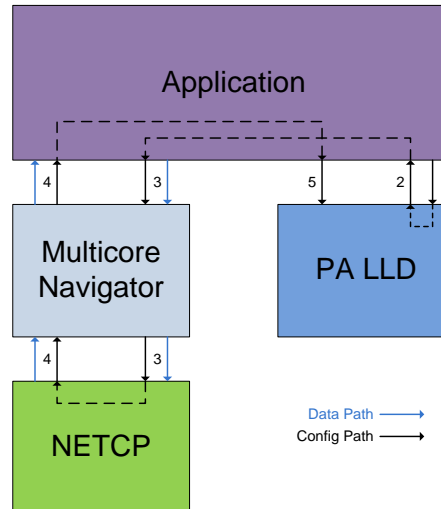 Application
4
3
5
2
Multicore
Navigator
PA LLD
4
3
Data Path
Config Path
NETCP